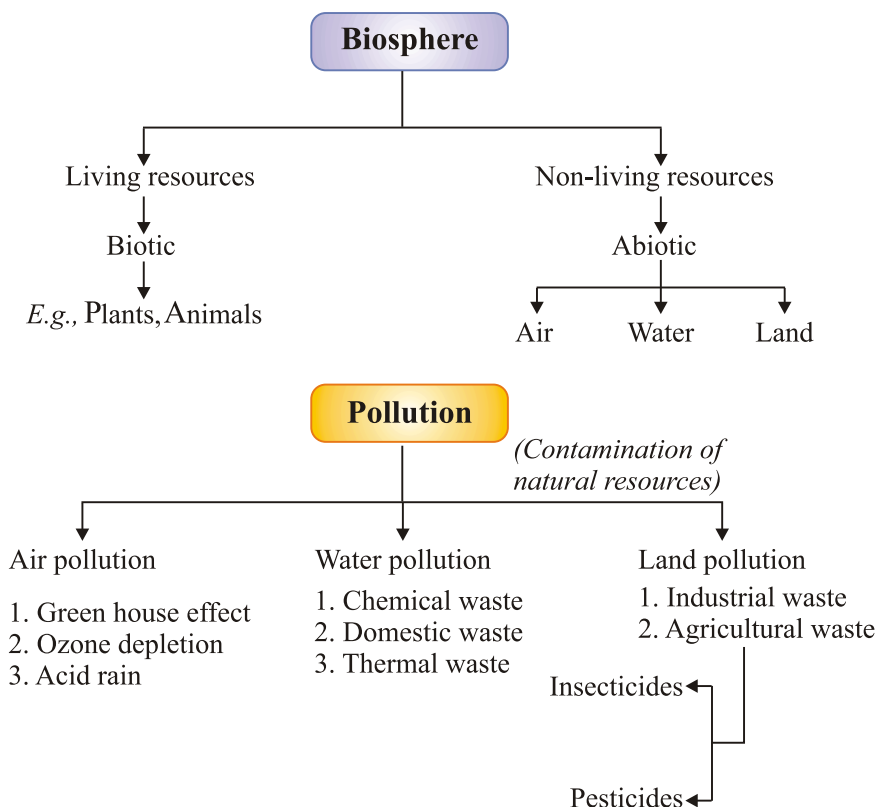 Biosphere
Living resources
Non-living resources
Biotic
Abiotic
E.g., Plants, Animals
Air
Water
Land
Pollution
(Contamination of
natural resources)
Air pollution
1. Green house effect
2. Ozone depletion
3. Acid rain
Water pollution
1. Chemical waste
2. Domestic waste
3. Thermal waste
Land pollution
1. Industrial waste
2. Agricultural waste
Insecticides
Pesticides